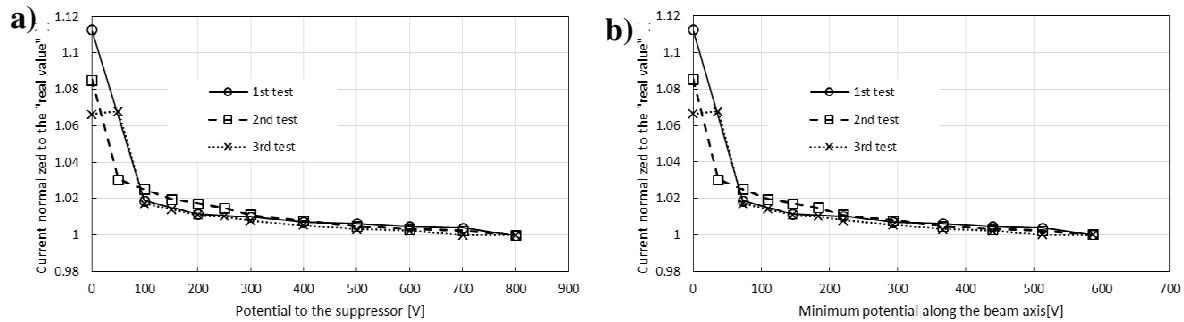 a)
Current normalized to the "real value"
1.12
1.1
1.08
1.06
1.04
1.02
1
0.98
0
100
200
300
400
500
600
700
800
900
Potential to the suppressor [V]
1st test
2nd test
3rd test
b)
Current normalized to the "real value"
1.12
1.1
1.08
1.06
1.04
1.02
1
0.98
0
100
200
300
400
500
600
700
Minimum potential along the beam axis[V]
1st test
2nd test
3rd test